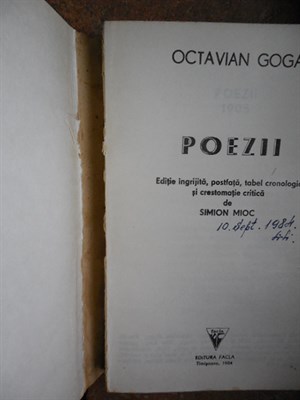 OCTAVIAN GOGA
POEZII
Ediție îngrijită, postfață, tabel cronologic
și crestomație critică
de
SIMION MIOC
10. Sept. 1984.
EDITURA FACLA
Timișoara, 1984